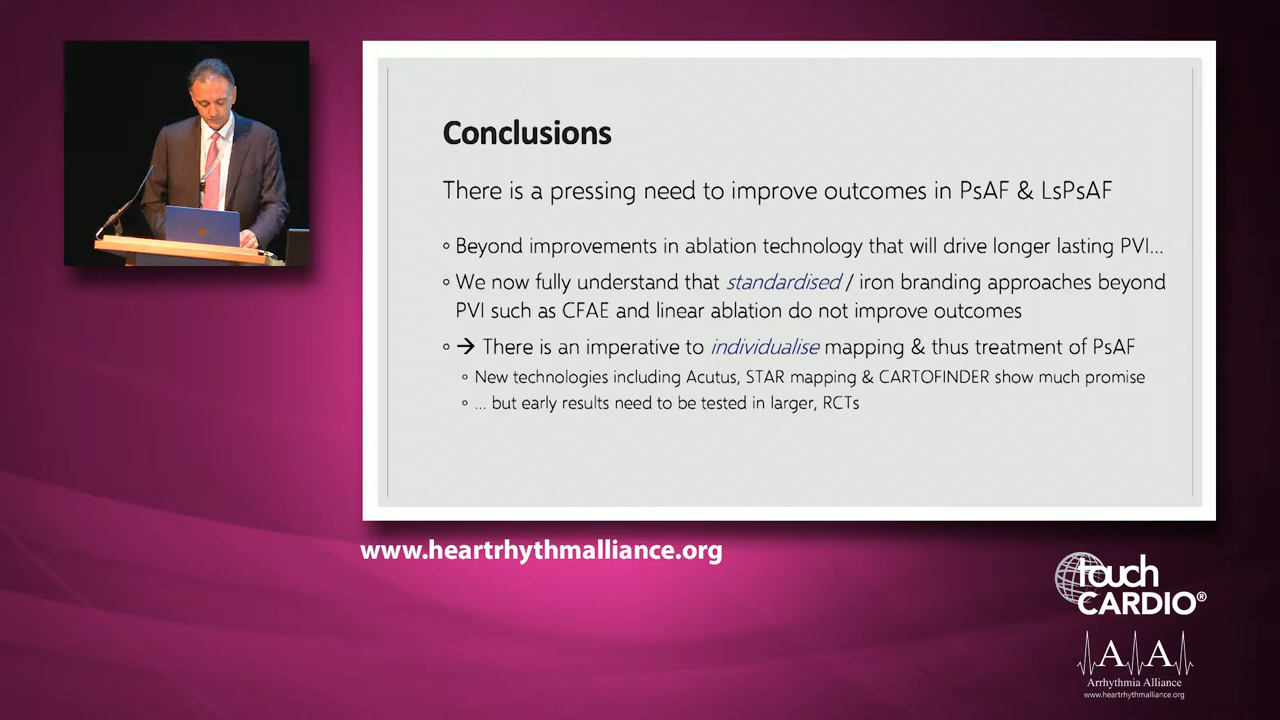 Conclusions
There is a pressing need to improve outcomes in PsAF & LsPsAF
◦ Beyond improvements in ablation technology that will drive longer lasting PVI...
◦ We now fully understand that standardised / iron branding approaches beyond
PVI such as CFAE and linear ablation do not improve outcomes
◦ → There is an imperative to individualise mapping & thus treatment of PsAF
◦ New technologies including Acutus, STAR mapping & CARTOFINDER show much promise
◦ ... but early results need to be tested in larger, RCTs
www.heartrhythmalliance.org
touch
CARDIO®
A A
Arrhythmia Alliance
www.heartrhythmalliance.org